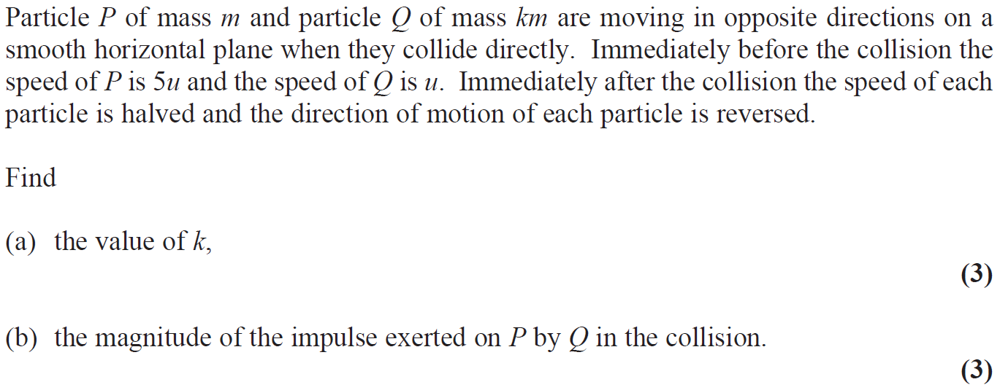 Particle P of mass m and particle Q of mass km are moving in opposite directions on a
smooth horizontal plane when they collide directly. Immediately before the collision the
speed of P is 5u and the speed of Q is u. Immediately after the collision the speed of each
particle is halved and the direction of motion of each particle is reversed.
Find
(a) the value of k,
(3)
(b) the magnitude of the impulse exerted on P by Q in the collision.
(3)